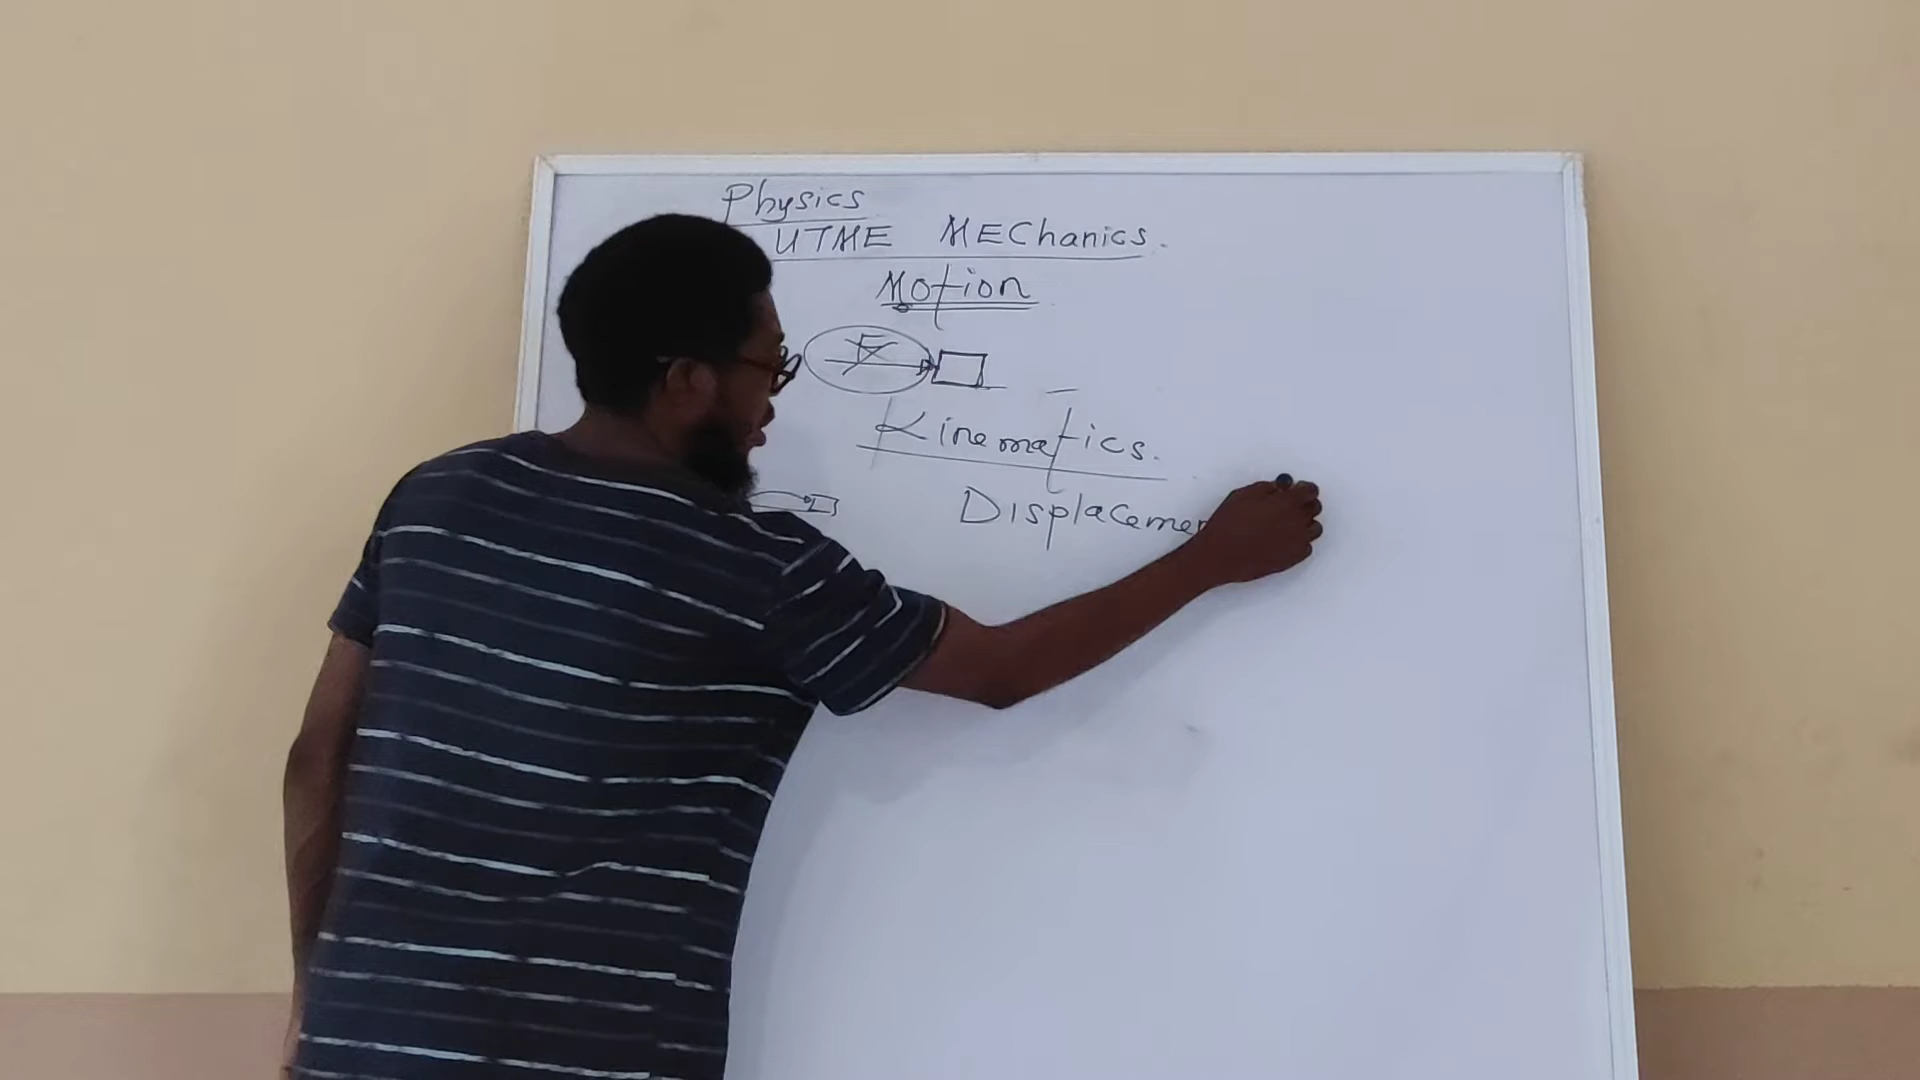 Physics
UTME MEChanics.
Motion
F
Kinematics.
Displacemen